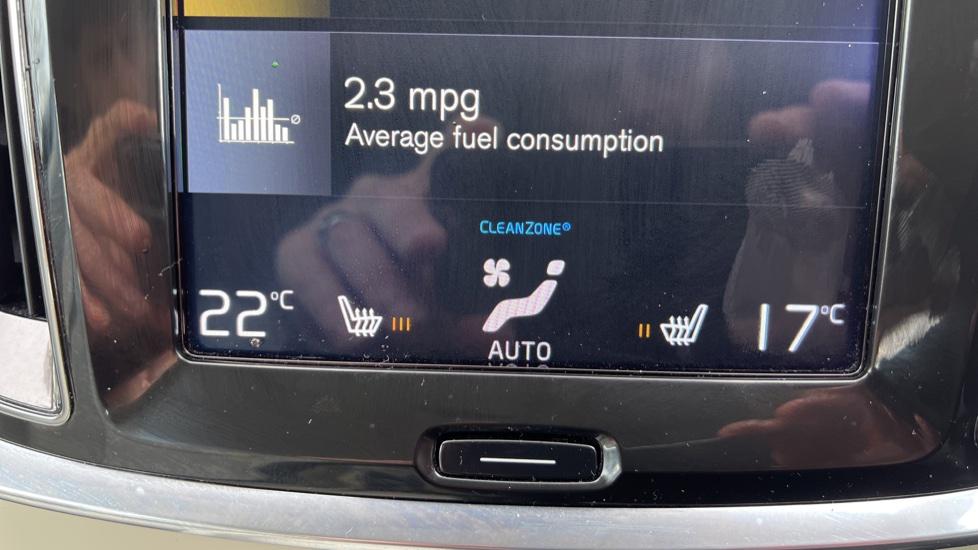 2.3 mpg
Average fuel consumption
CLEANZONE®
22°C
17°C
AUTO